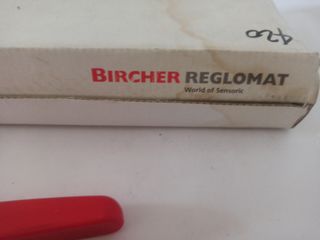 420
BIRCHER REGLOMAT
World of Sensoric